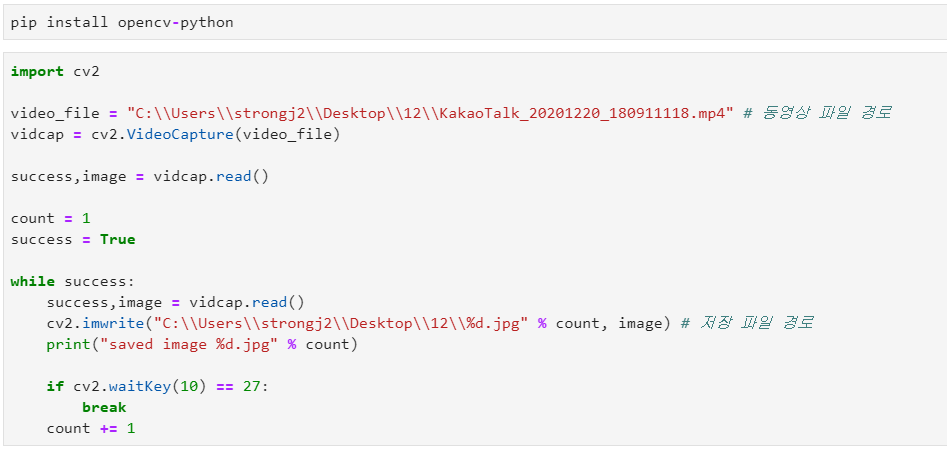 pip install opencv-python
import cv2
video_file = "C:\\Users\\strongj2\\Desktop\\12\\KakaoTalk_20201220_180911118.mp4" # 동영상 파일 경로
vidcap = cv2.VideoCapture(video_file)
success,image = vidcap.read()
count = 1
success = True
while success:
    success,image = vidcap.read()
    cv2.imwrite("C:\\Users\\strongj2\\Desktop\\12\\%d.jpg" % count, image) # 저장 파일 경로
    print("saved image %d.jpg" % count)
    if cv2.waitKey(10) == 27:
        break
    count += 1